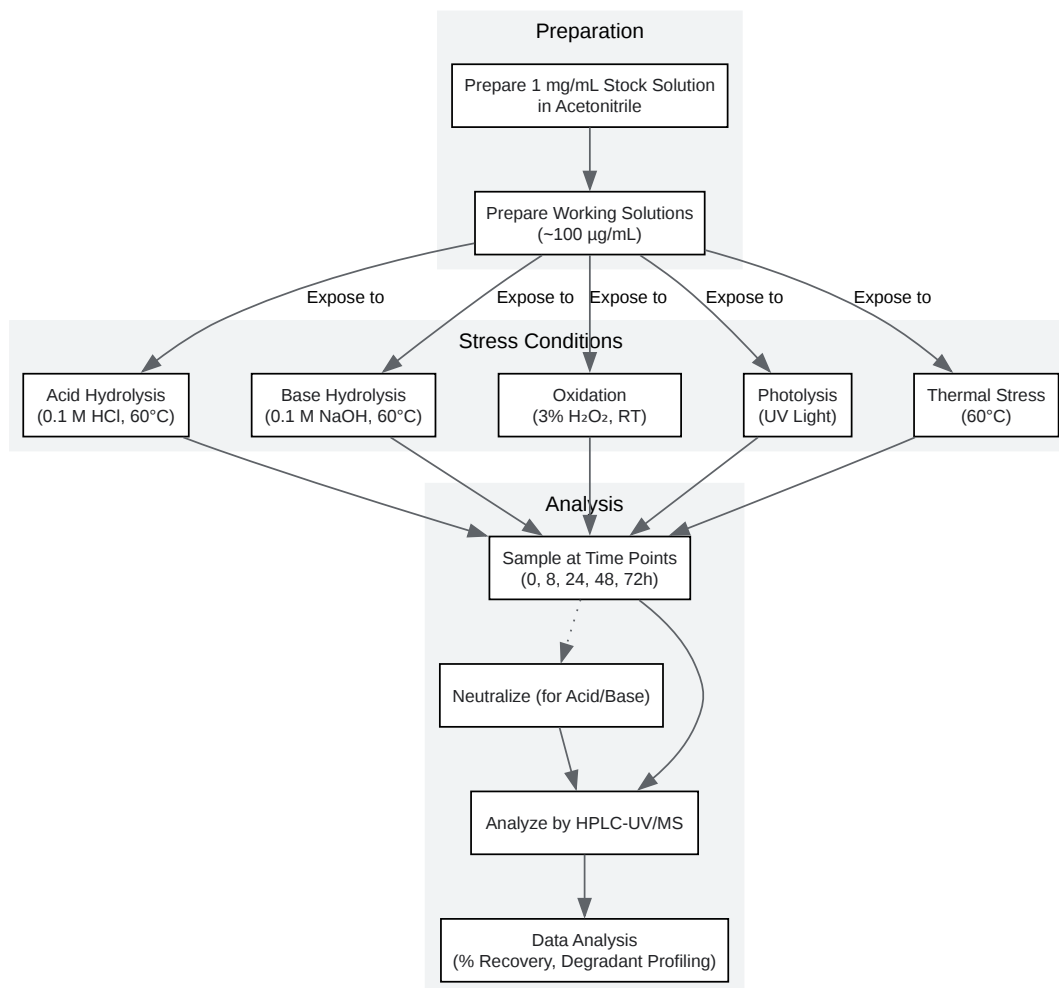 Preparation
Prepare 1 mg/mL Stock Solution
in Acetonitrile
Prepare Working Solutions
(~100 µg/mL)
Expose to
Expose to
Expose to
Expose to
Expose to
Stress Conditions
Acid Hydrolysis
(0.1 M HCl, 60°C)
Base Hydrolysis
(0.1 M NaOH, 60°C)
Oxidation
(3% H₂O₂, RT)
Photolysis
(UV Light)
Thermal Stress
(60°C)
Analysis
Sample at Time Points
(0, 8, 24, 48, 72h)
Neutralize (for Acid/Base)
Analyze by HPLC-UV/MS
Data Analysis
(% Recovery, Degradant Profiling)